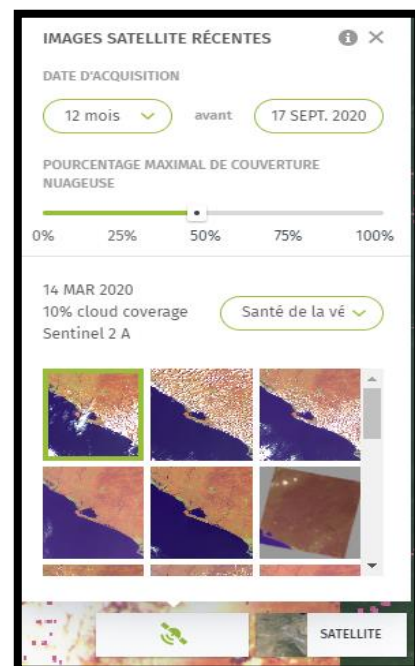 IMAGES SATELLITE RÉCENTES
DATE D'ACQUISITION
12 mois avant 17 SEPT. 2020
POURCENTAGE MAXIMAL DE COUVERTURE
NUAGEUSE
0% 25% 50% 75% 100%
14 MAR 2020
10% cloud coverage
Sentinel 2 A
Santé de la vé
SATELLITE